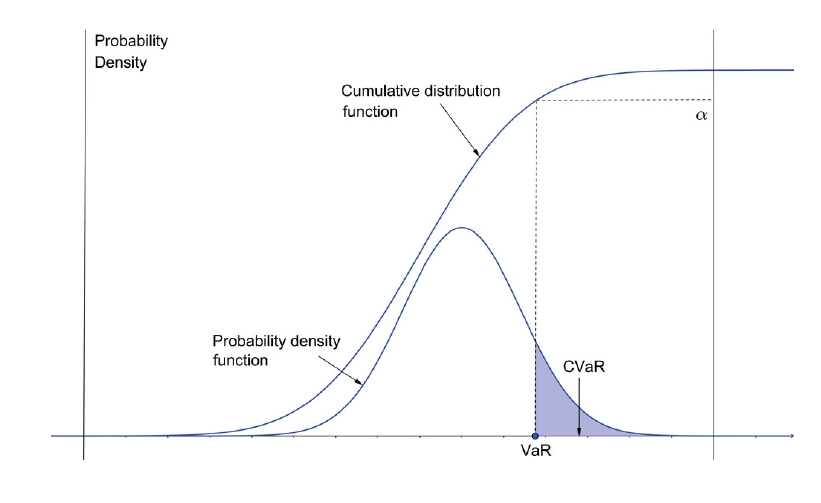 Probability
Density
Cumulative distribution
function
α
Probability density
function
CVaR
VaR